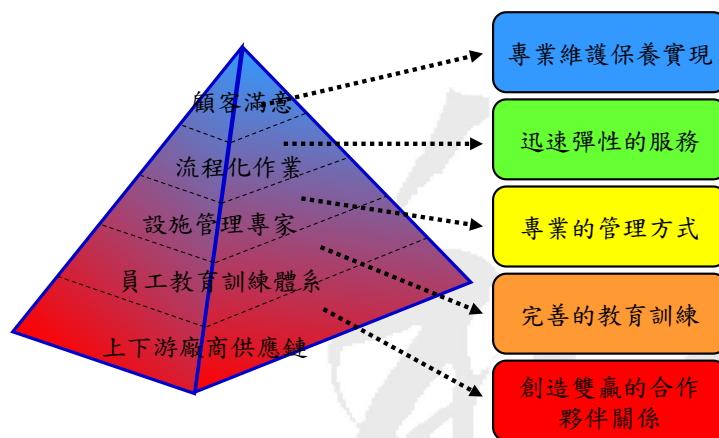 顧客滿意
流程化作業
設施管理專家
員工教育訓練體系
上下游廠商供應鏈
專業維護保養實現
迅速彈性的服務
專業的管理方式
完善的教育訓練
創造雙贏的合作
夥伴關係